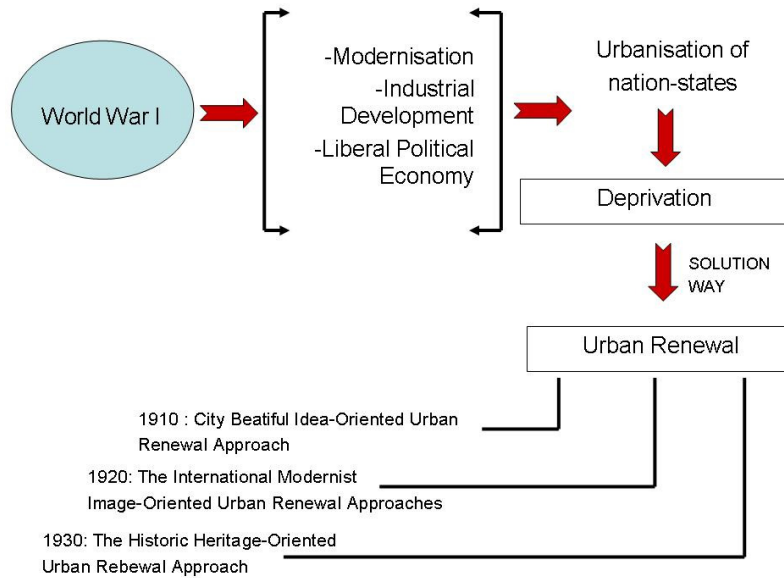 World War I
-Modernisation
-Industrial
Development
-Liberal Political
Economy
Urbanisation of
nation-states
Deprivation
SOLUTION
WAY
Urban Renewal
1910 : City Beatiful Idea-Oriented Urban
Renewal Approach
1920: The International Modernist
Image-Oriented Urban Renewal Approaches
1930: The Historic Heritage-Oriented
Urban Rebewal Approach